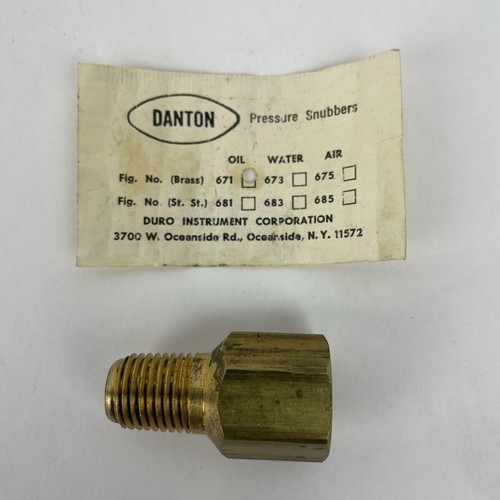 DANTON Pressure Snubbers
OIL WATER AIR
Fig. No. (Brass) 671 673 675
Fig. No. (St. St.) 681 683 685
DURO INSTRUMENT CORPORATION
3700 W. Oceanside Rd., Oceanside, N.Y. 11572